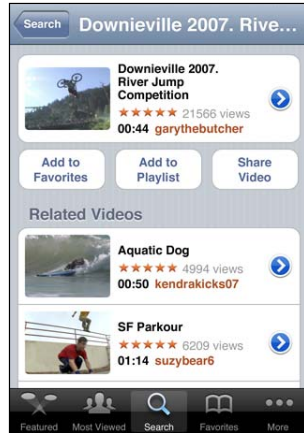 Search
Downievillle 2007. Rive...
Downieville 2007.
River Jump
Competition
21566 views
00:44 garythebutcher
Add to
Favorites
Add to
Playlist
Share
Video
Related Videos
Aquatic Dog
4994 views
00:50 kendrakicks07
SF Parkour
6209 views
01:14 suzybear6
Featured
Most Viewed
Search
Favorites
More